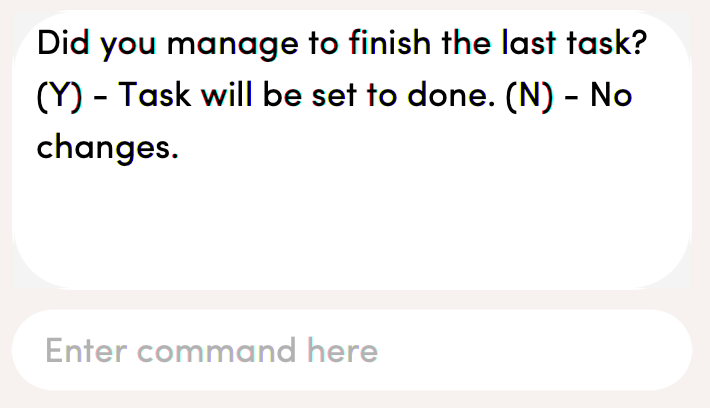 Did you manage to finish the last task?
(Y) - Task will be set to done. (N) - No
changes.
Enter command here